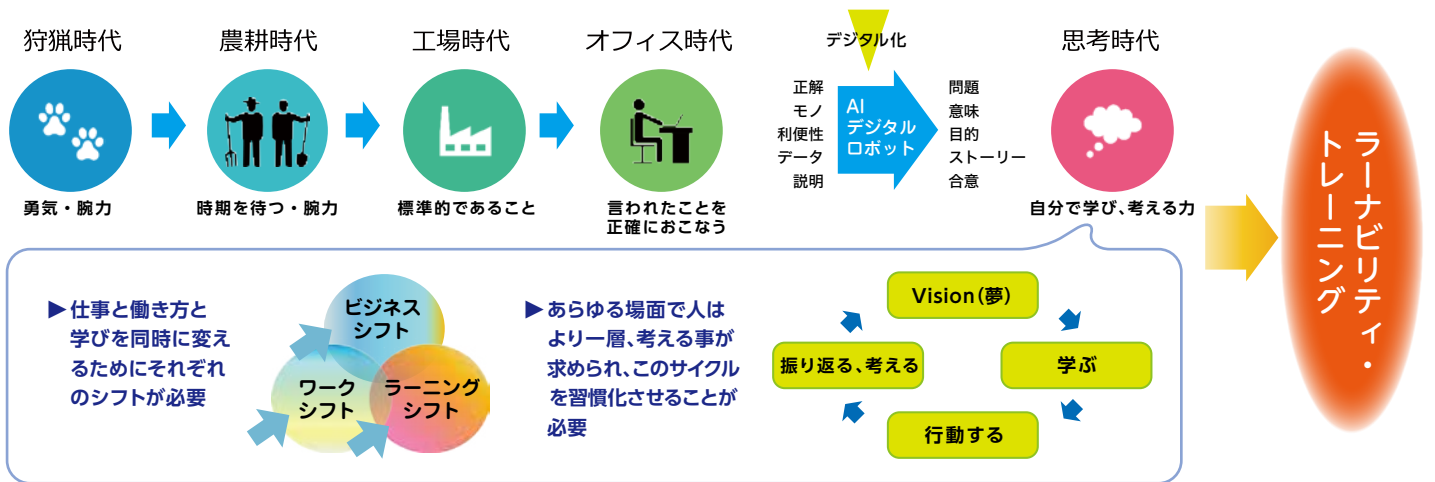 狩猟時代
農耕時代
工場時代
オフィス時代
デジタル化
思考時代
正解
モノ
利便性
データ
説明
AI
デジタル
ロボット
問題
意味
目的
ストーリー
合意
勇気・腕力
時期を待つ・腕力
標準的であること
言われたことを
正確におこなう
自分で学び、考える力
ラーナビリティ・
トレーニング
▶仕事と働き方と
学びを同時に変え
るためにそれぞれ
のシフトが必要
ビジネス
シフト
ワーク
シフト
ラーニング
シフト
▶あらゆる場面で人は
より一層、考える事が
求められ、このサイクル
を習慣化させることが
必要
Vision(夢)
学ぶ
行動する
振り返る、考える